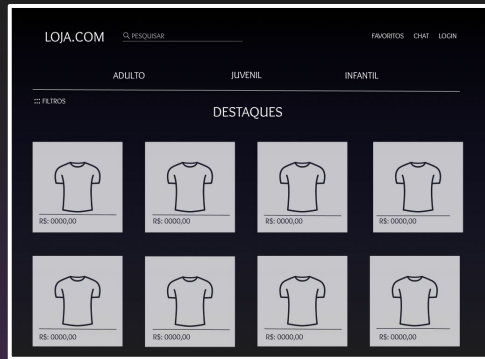 LOJA.COM PESQUISAR FAVORITOS CHAT LOGIN
ADULTO JUVENIL INFANTIL
::: FILTROS
DESTAQUES
R$: 0000,00 R$: 0000,00 R$: 0000,00 R$: 0000,00
R$: 0000,00 R$: 0000,00 R$: 0000,00 R$: 0000,00